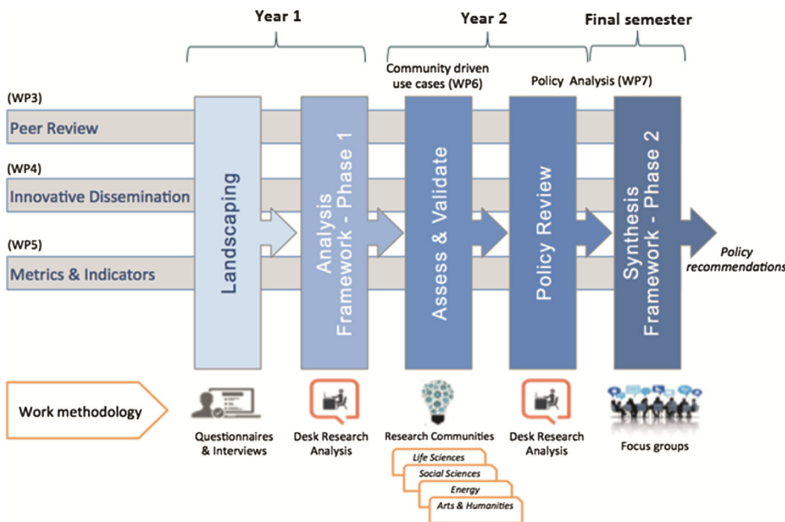 Year 1
Year 2
Final semester
Community driven
use cases (WP6)
Policy Analysis (WP7)
(WP3)
Peer Review
(WP4)
Innovative Dissemination
(WP5)
Metrics & Indicators
Landscaping
Analysis
Framework - Phase 1
Assess & Validate
Policy Review
Synthesis
Framework - Phase 2
Policy
recommendations
Work methodology
Questionnaires
& Interviews
Desk Research
Analysis
Research Communities
Life Sciences
Social Sciences
Energy
Arts & Humanities
Desk Research
Analysis
Focus groups